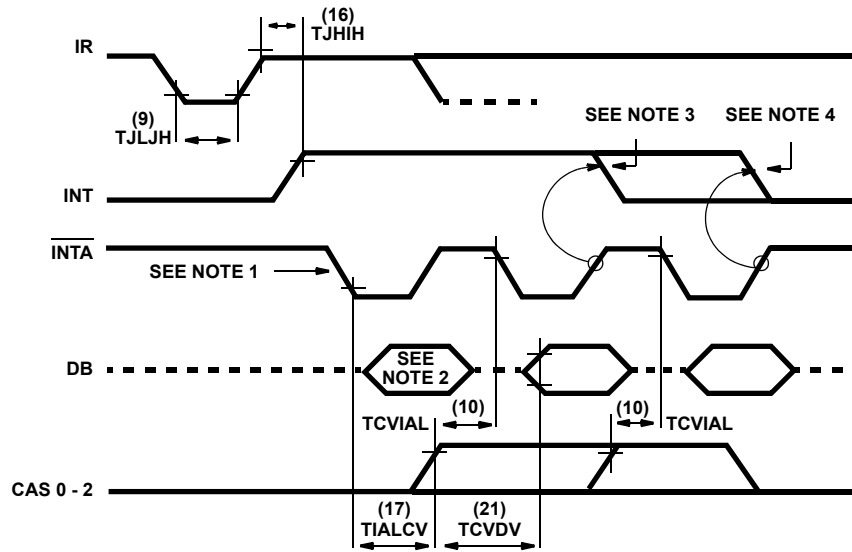 (16)
TJHIH
IR
(9)
TJLJH
SEE NOTE 3
SEE NOTE 4
INT
INTA
SEE NOTE 1
DB
SEE
NOTE 2
TCVIAL
(10)
(10)
TCVIAL
CAS 0 - 2
(17)
TIALCV
(21)
TCVDV